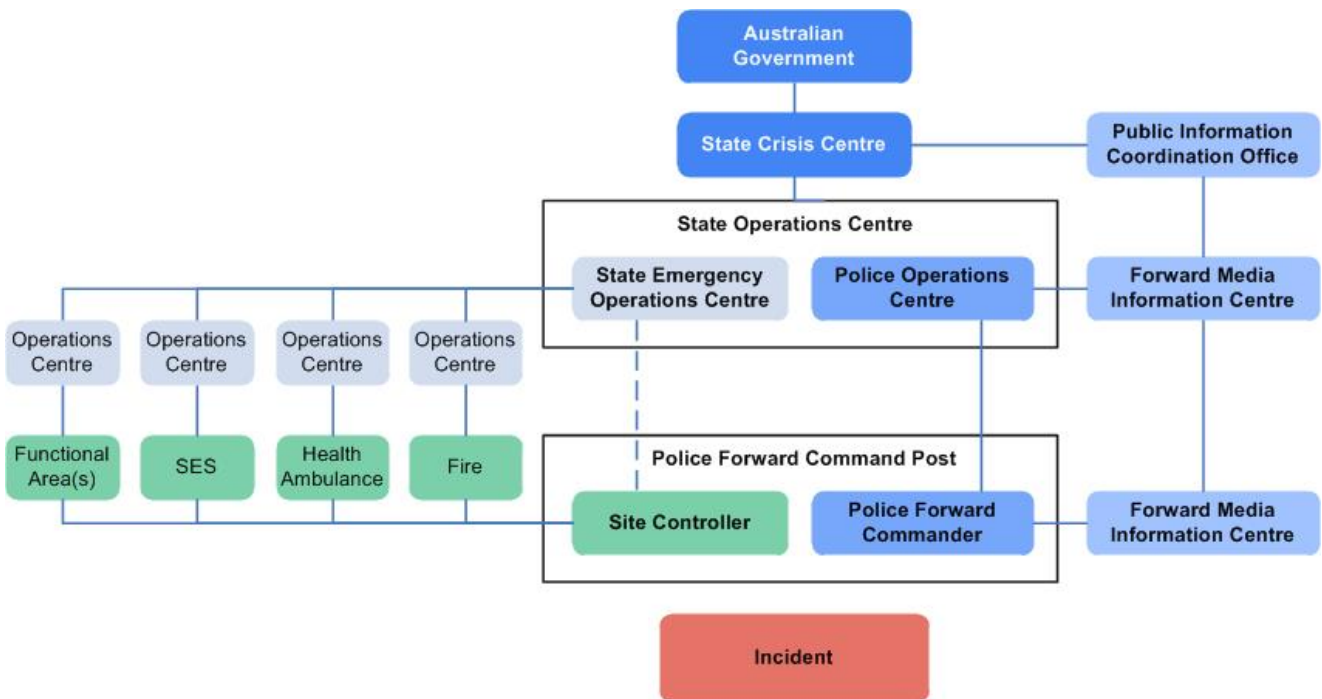 Australian
Government
State Crisis Centre
Public Information
Coordination Office
State Operations Centre
State Emergency
Operations Centre
Police Operations
Centre
Forward Media
Information Centre
Operations
Centre
Operations
Centre
Operations
Centre
Operations
Centre
Functional
Area(s)
SES
Health
Ambulance
Fire
Police Forward Command Post
Site Controller
Police Forward
Commander
Forward Media
Information Centre
Incident